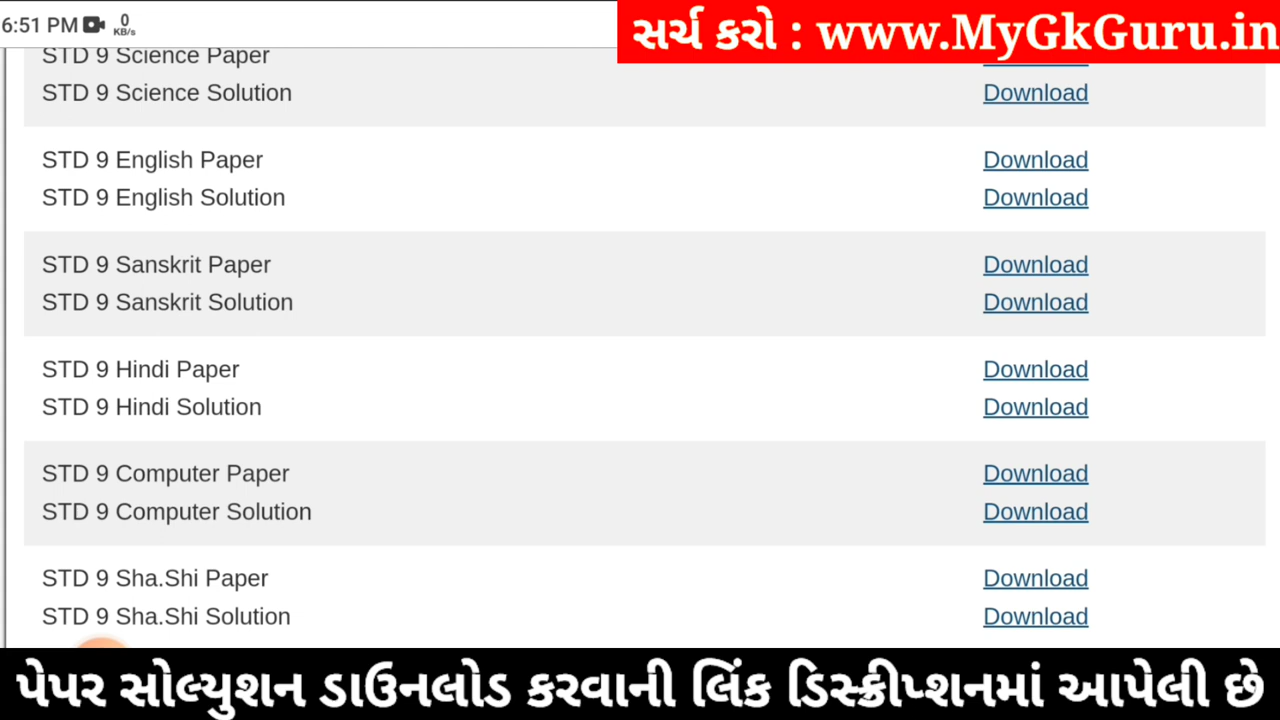 6:51 PM 0 KB/s
સર્ચ કરો : www.MyGkGuru.in
STD 9 Science Paper
STD 9 Science Solution Download
STD 9 English Paper Download
STD 9 English Solution Download
STD 9 Sanskrit Paper Download
STD 9 Sanskrit Solution Download
STD 9 Hindi Paper Download
STD 9 Hindi Solution Download
STD 9 Computer Paper Download
STD 9 Computer Solution Download
STD 9 Sha.Shi Paper Download
STD 9 Sha.Shi Solution Download
પેપર સોલ્યુશન ડાઉનલોડ કરવાની લિંક ડિસ્ક્રીપ્શનમાં આપેલી છે